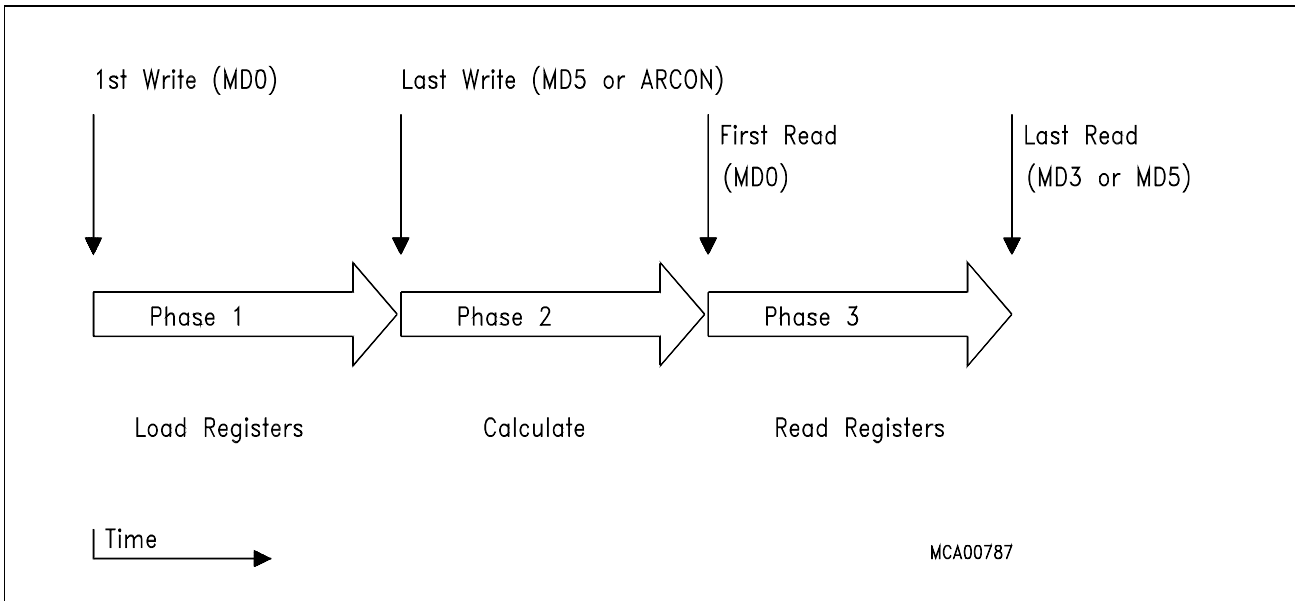 1st Write (MD0)
Last Write (MD5 or ARCON)
First Read
(MD0)
Last Read
(MD3 or MD5)
Phase 1
Phase 2
Phase 3
Load Registers
Calculate
Read Registers
Time
MCA00787